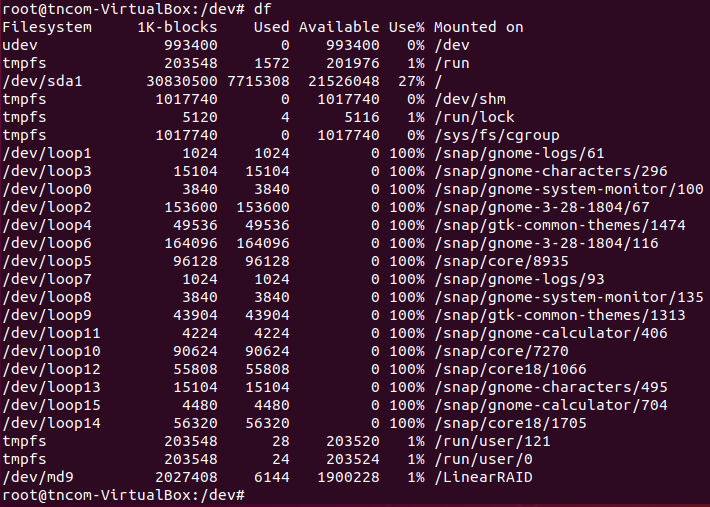 root@tncom-VirtualBox:/dev# df
Filesystem     1K-blocks    Used Available Use% Mounted on
udev              993400       0    993400   0% /dev
tmpfs             203548    1572    201976   1% /run
/dev/sda1       30830500 7715308  21526048  27% /
tmpfs            1017740       0   1017740   0% /dev/shm
tmpfs               5120       4      5116   1% /run/lock
tmpfs            1017740       0   1017740   0% /sys/fs/cgroup
/dev/loop1          1024    1024         0 100% /snap/gnome-logs/61
/dev/loop3         15104   15104         0 100% /snap/gnome-characters/296
/dev/loop0          3840    3840         0 100% /snap/gnome-system-monitor/100
/dev/loop2        153600  153600         0 100% /snap/gnome-3-28-1804/67
/dev/loop4         49536   49536         0 100% /snap/gtk-common-themes/1474
/dev/loop6        164096  164096         0 100% /snap/gnome-3-28-1804/116
/dev/loop5         96128   96128         0 100% /snap/core/8935
/dev/loop7          1024    1024         0 100% /snap/gnome-logs/93
/dev/loop8          3840    3840         0 100% /snap/gnome-system-monitor/135
/dev/loop9         43904   43904         0 100% /snap/gtk-common-themes/1313
/dev/loop11         4224    4224         0 100% /snap/gnome-calculator/406
/dev/loop10        90624   90624         0 100% /snap/core/7270
/dev/loop12        55808   55808         0 100% /snap/core18/1066
/dev/loop13        15104   15104         0 100% /snap/gnome-characters/495
/dev/loop15         4480    4480         0 100% /snap/gnome-calculator/704
/dev/loop14        56320   56320         0 100% /snap/core18/1705
tmpfs             203548      28    203520   1% /run/user/121
tmpfs             203548      24    203524   1% /run/user/0
/dev/md9         2027408    6144   1900228   1% /LinearRAID
root@tncom-VirtualBox:/dev#